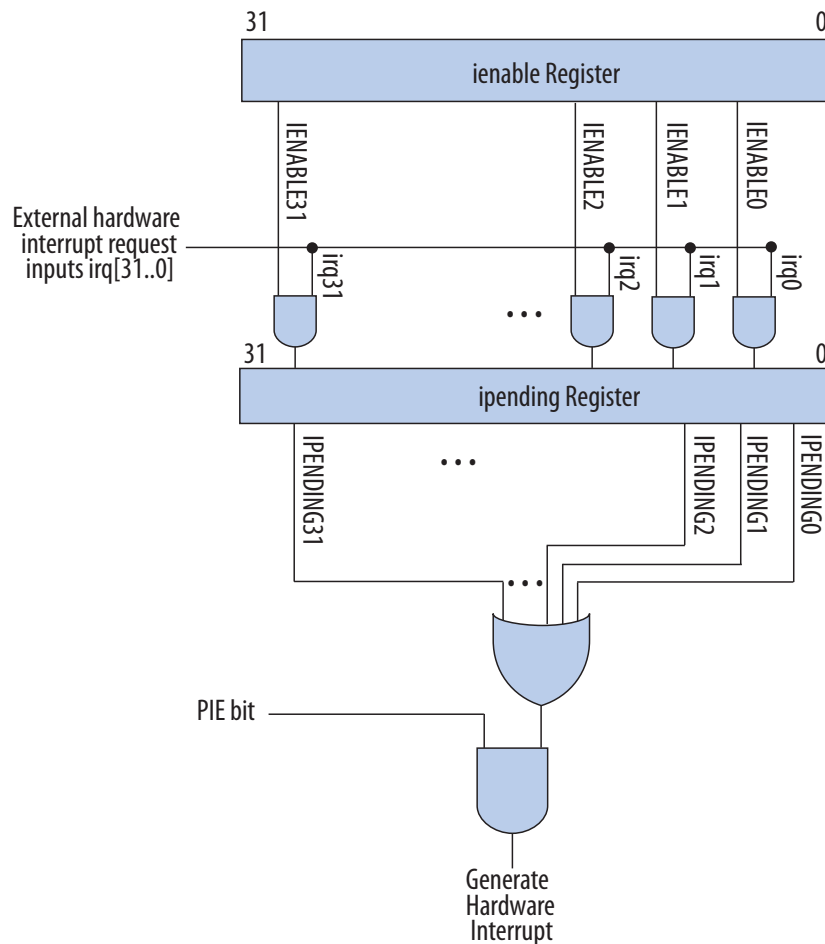 31
0
ienable Register
IENABLE31
IENABLE2
IENABLE1
IENABLE0
External hardware
interrupt request
inputs irq[31..0]
irq31
irq2
irq1
irq0
...
31
0
ipending Register
IPENDING31
...
IPENDING2
IPENDING1
IPENDING0
...
PIE bit
Generate
Hardware
Interrupt